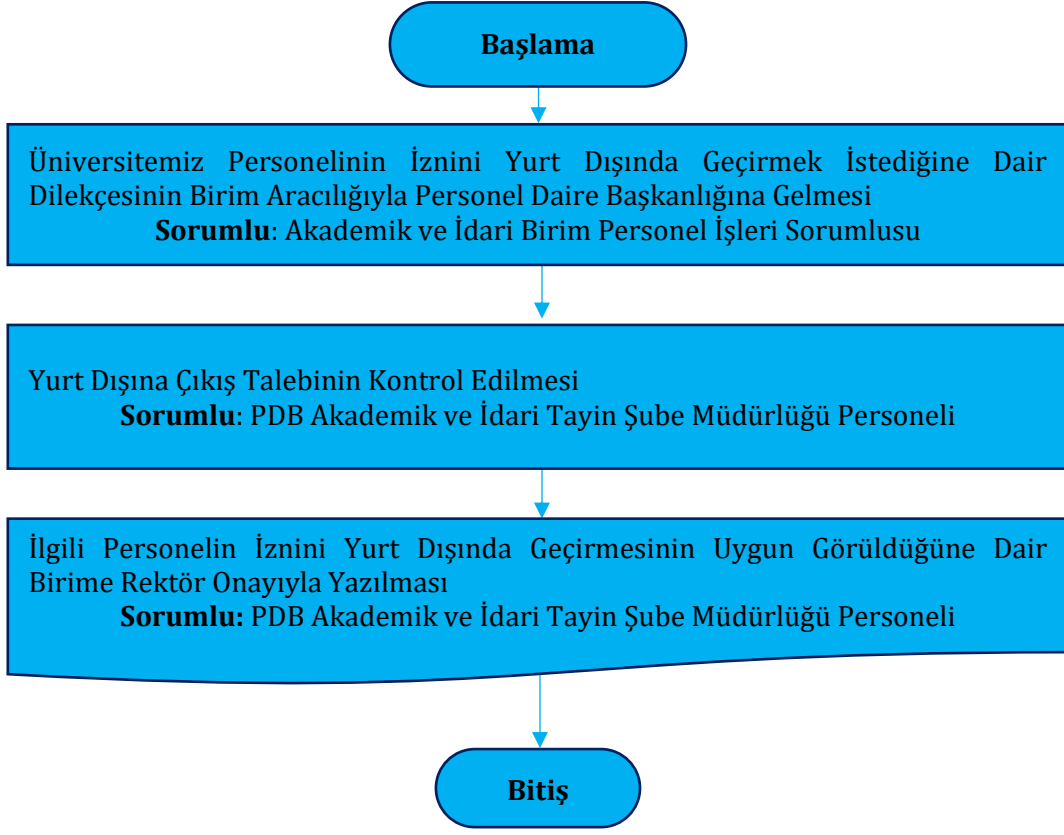 Başlama
Üniversitemiz Personelinin İznini Yurt Dışında Geçirmek İstediğine Dair
Dilekçesinin Birim Aracılığıyla Personel Daire Başkanlığına Gelmesi
Sorumlu: Akademik ve İdari Birim Personel İşleri Sorumlusu
Yurt Dışına Çıkış Talebinin Kontrol Edilmesi
Sorumlu: PDB Akademik ve İdari Tayin Şube Müdürlüğü Personeli
İlgili Personelin İznini Yurt Dışında Geçirmesinin Uygun Görüldüğüne Dair
Birime Rektör Onayıyla Yazılması
Sorumlu: PDB Akademik ve İdari Tayin Şube Müdürlüğü Personeli
Bitiş